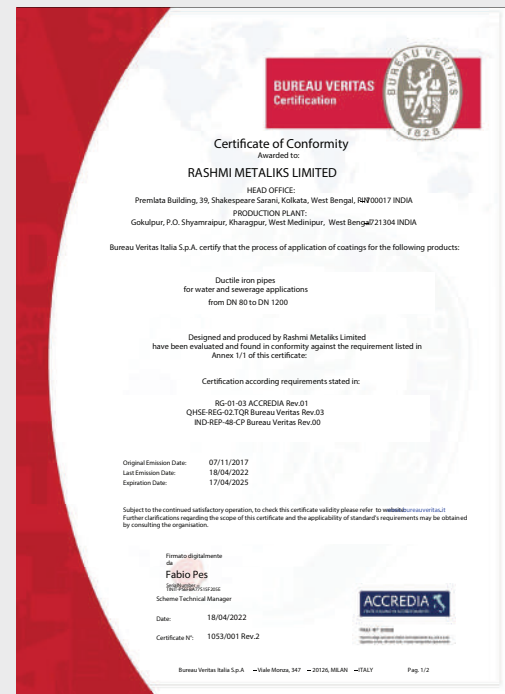 BUREAU VERITAS
Certification
BUREAU VERITAS
1828
Certificate of Conformity
Awarded to:
RASHMI METALIKS LIMITED
HEAD OFFICE:
Premlata Building, 39, Shakespeare Sarani, Kolkata, West Bengal, 700017 INDIA
PRODUCTION PLANT:
Gokulpur, P.O. Shyamraipur, Kharagpur, West Medinipur, West Bengal 721304 INDIA
Bureau Veritas Italia S.p.A. certify that the process of application of coatings for the following products:
Ductile iron pipes
for water and sewerage applications
from DN 80 to DN 1200
Designed and produced by Rashmi Metaliks Limited
have been evaluated and found in conformity against the requirement listed in
Annex 1/1 of this certificate:
Certification according requirements stated in:
RG-01-03 ACCREDIA Rev.01
QHSE-REG-02.TQR Bureau Veritas Rev.03
IND-REP-48-CP Bureau Veritas Rev.00
Original Emission Date: 07/11/2017
Last Emission Date: 18/04/2022
Expiration Date: 17/04/2025
Subject to the continued satisfactory operation, to check this certificate validity please refer to website: bureauveritas.it
Further clarifications regarding the scope of this certificate and the applicability of standard's requirements may be obtained
by consulting the organisation.
Firmato digitalmente
da
Fabio Pes
Scheme Technical Manager
Date: 18/04/2022
Certificate N°: 1053/001 Rev.2
ACCREDIA
Bureau Veritas Italia S.p.A – Viale Monza, 347 – 20126, MILAN – ITALY Pag. 1/2